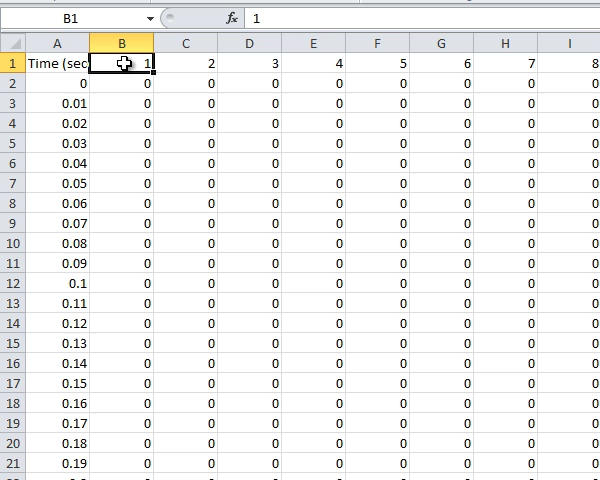 B1 fx 1
A B C D E F G H I
1 Time (sec 1 2 3 4 5 6 7 8
2 0 0 0 0 0 0 0 0 0
3 0.01 0 0 0 0 0 0 0 0
4 0.02 0 0 0 0 0 0 0 0
5 0.03 0 0 0 0 0 0 0 0
6 0.04 0 0 0 0 0 0 0 0
7 0.05 0 0 0 0 0 0 0 0
8 0.06 0 0 0 0 0 0 0 0
9 0.07 0 0 0 0 0 0 0 0
10 0.08 0 0 0 0 0 0 0 0
11 0.09 0 0 0 0 0 0 0 0
12 0.1 0 0 0 0 0 0 0 0
13 0.11 0 0 0 0 0 0 0 0
14 0.12 0 0 0 0 0 0 0 0
15 0.13 0 0 0 0 0 0 0 0
16 0.14 0 0 0 0 0 0 0 0
17 0.15 0 0 0 0 0 0 0 0
18 0.16 0 0 0 0 0 0 0 0
19 0.17 0 0 0 0 0 0 0 0
20 0.18 0 0 0 0 0 0 0 0
21 0.19 0 0 0 0 0 0 0 0